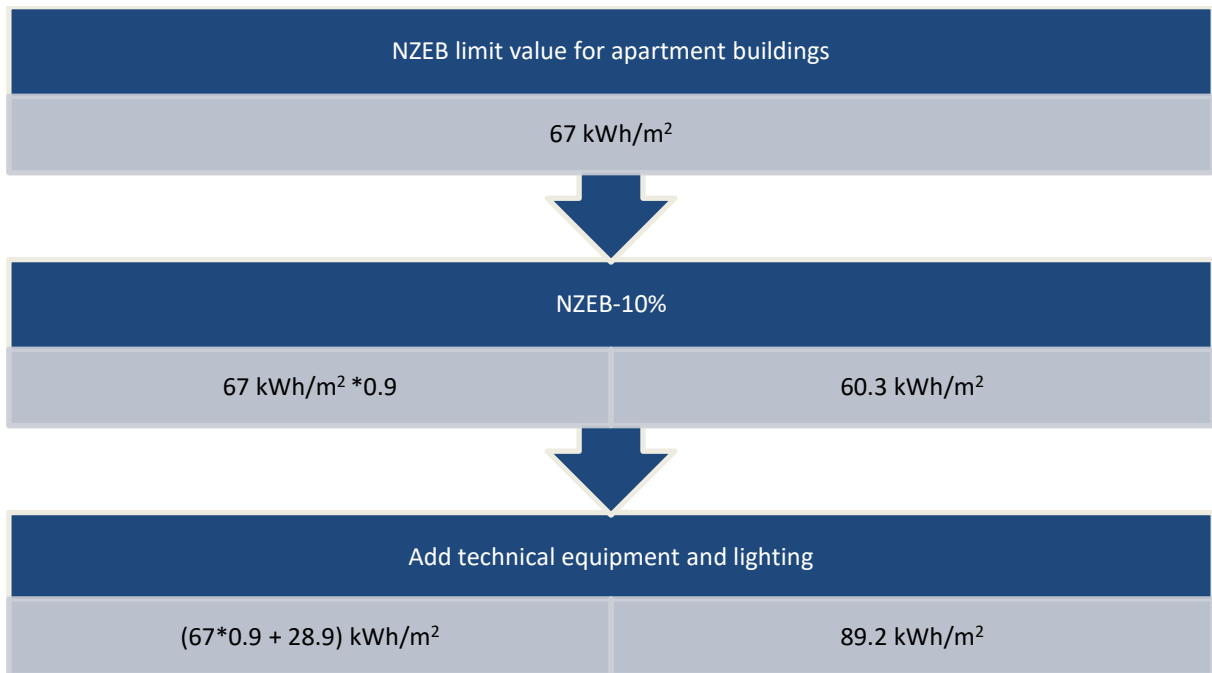 NZEB limit value for apartment buildings
67 kWh/m²
NZEB-10%
67 kWh/m² *0.9
60.3 kWh/m²
Add technical equipment and lighting
(67*0.9 + 28.9) kWh/m²
89.2 kWh/m²